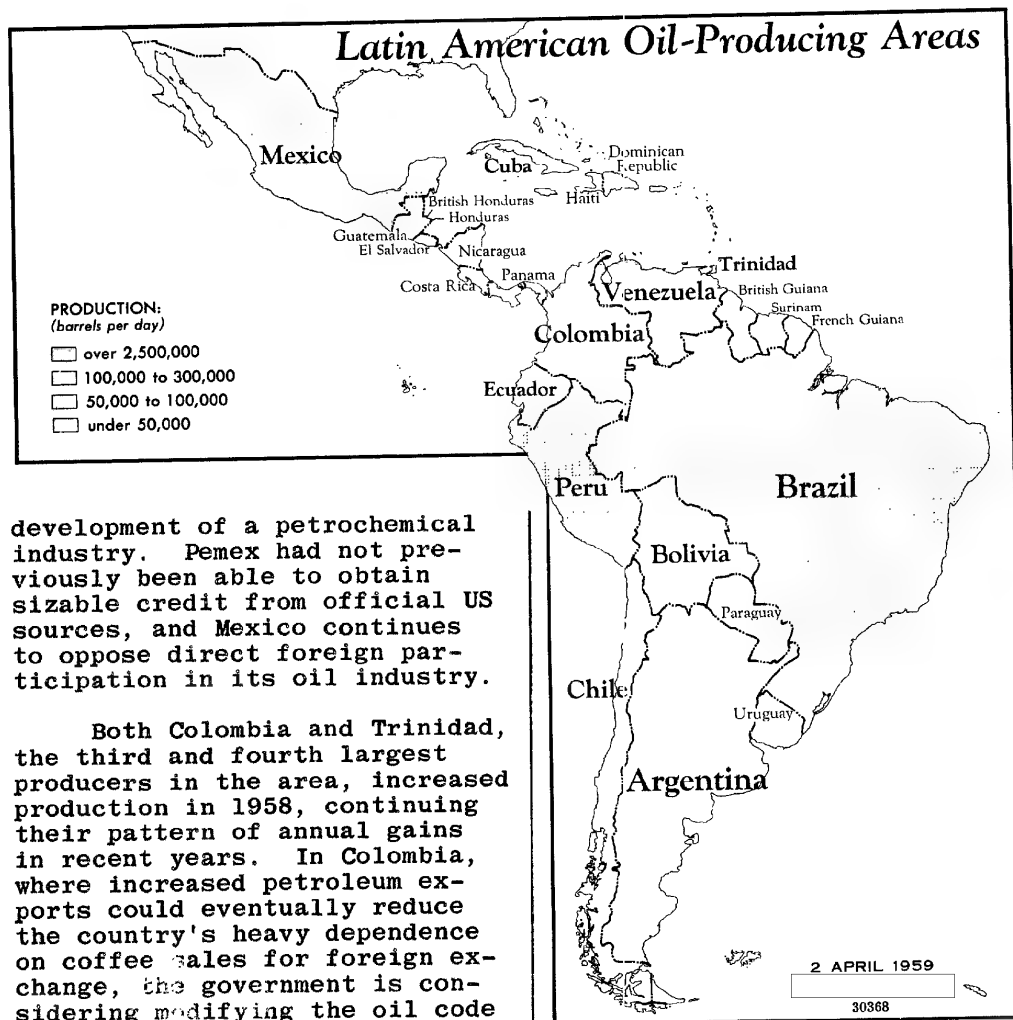 Latin American Oil-Producing Areas
Mexico
Cuba
Dominican
Republic
Haiti
British Honduras
Honduras
Guatemala
El Salvador
Nicaragua
Costa Rica
Panama
Trinidad
Venezuela
British Guiana
Surinam
French Guiana
Colombia
Ecuador
Peru
Brazil
Bolivia
Paraguay
Chile
Uruguay
Argentina
PRODUCTION:
(barrels per day)
over 2,500,000
100,000 to 300,000
50,000 to 100,000
under 50,000
development of a petrochemical
industry. Pemex had not pre-
viously been able to obtain
sizable credit from official US
sources, and Mexico continues
to oppose direct foreign par-
ticipation in its oil industry.
Both Colombia and Trinidad,
the third and fourth largest
producers in the area, increased
production in 1958, continuing
their pattern of annual gains
in recent years. In Colombia,
where increased petroleum ex-
ports could eventually reduce
the country's heavy dependence
on coffee sales for foreign ex-
change, the government is con-
sidering modifying the oil code
2 APRIL 1959
30368